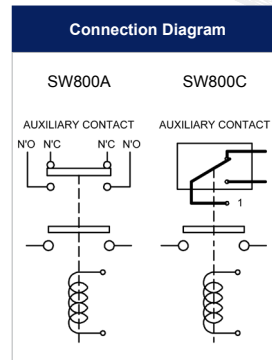 Connection Diagram
SW800A SW800C
AUXILIARY CONTACT AUXILIARY CONTACT
N'O N'C N'C N'O
1